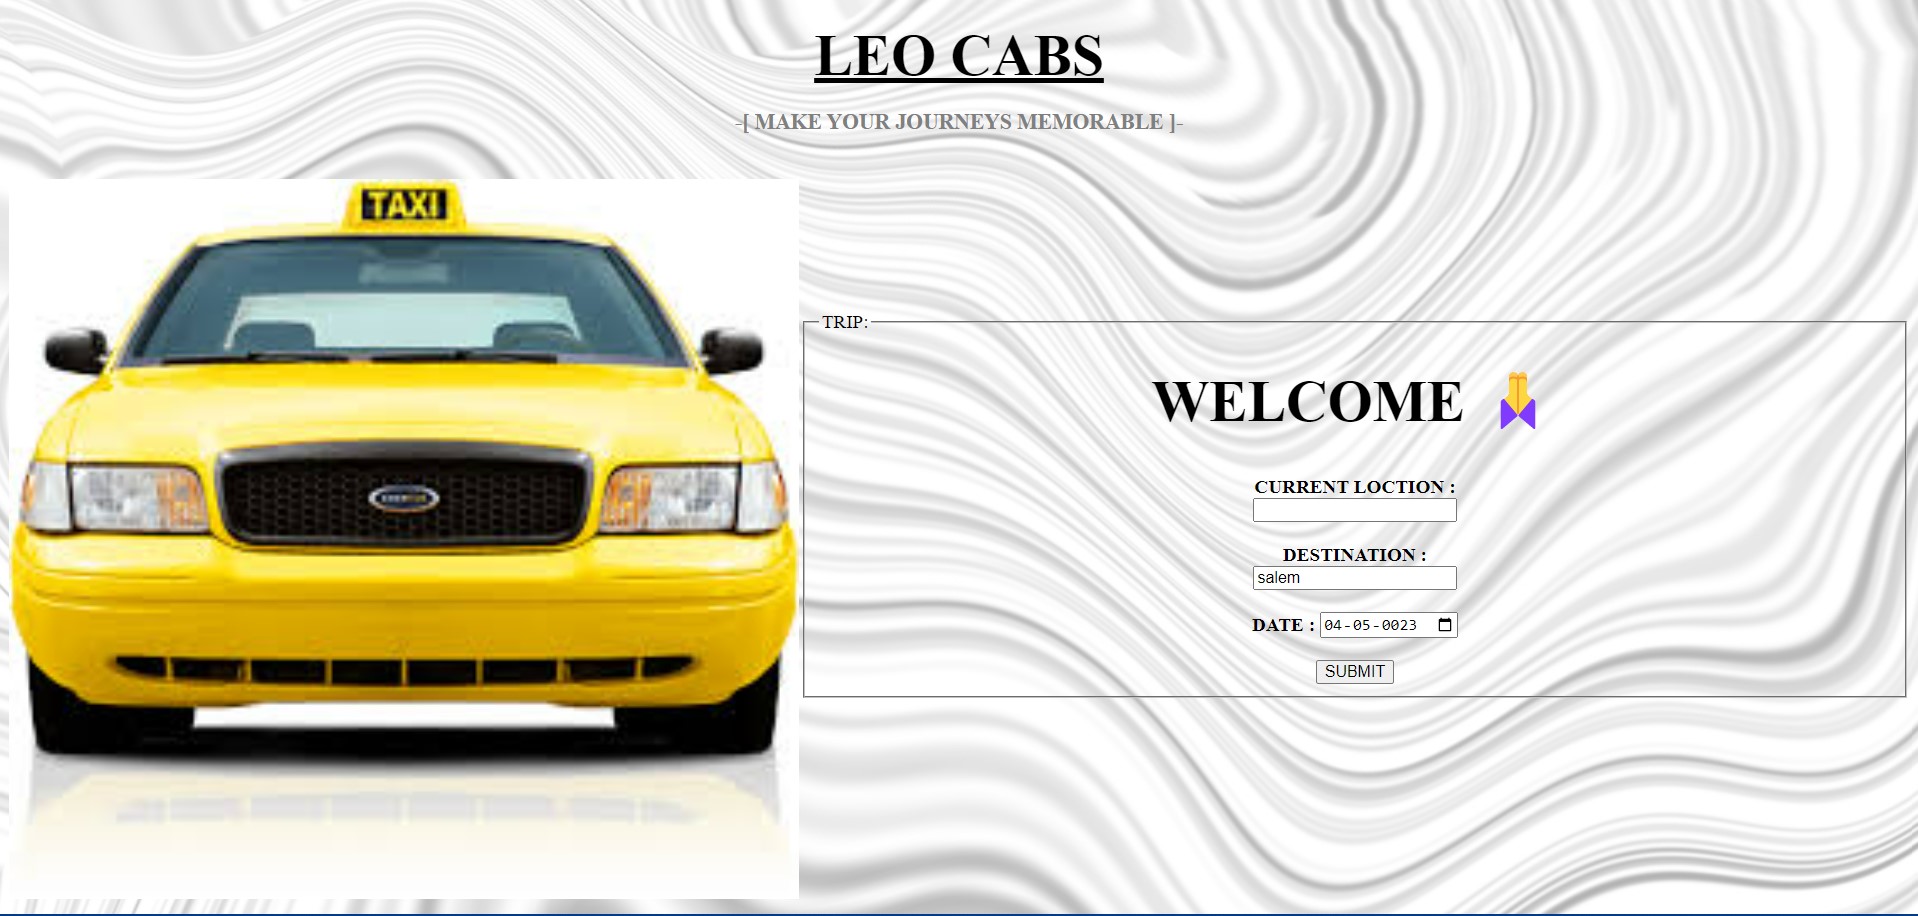 LEO CABS
-[ MAKE YOUR JOURNEYS MEMORABLE ]-
TAXI
TRIP:
WELCOME 🙏
CURRENT LOCTION :
DESTINATION :
salem
DATE : 04-05-0023
SUBMIT